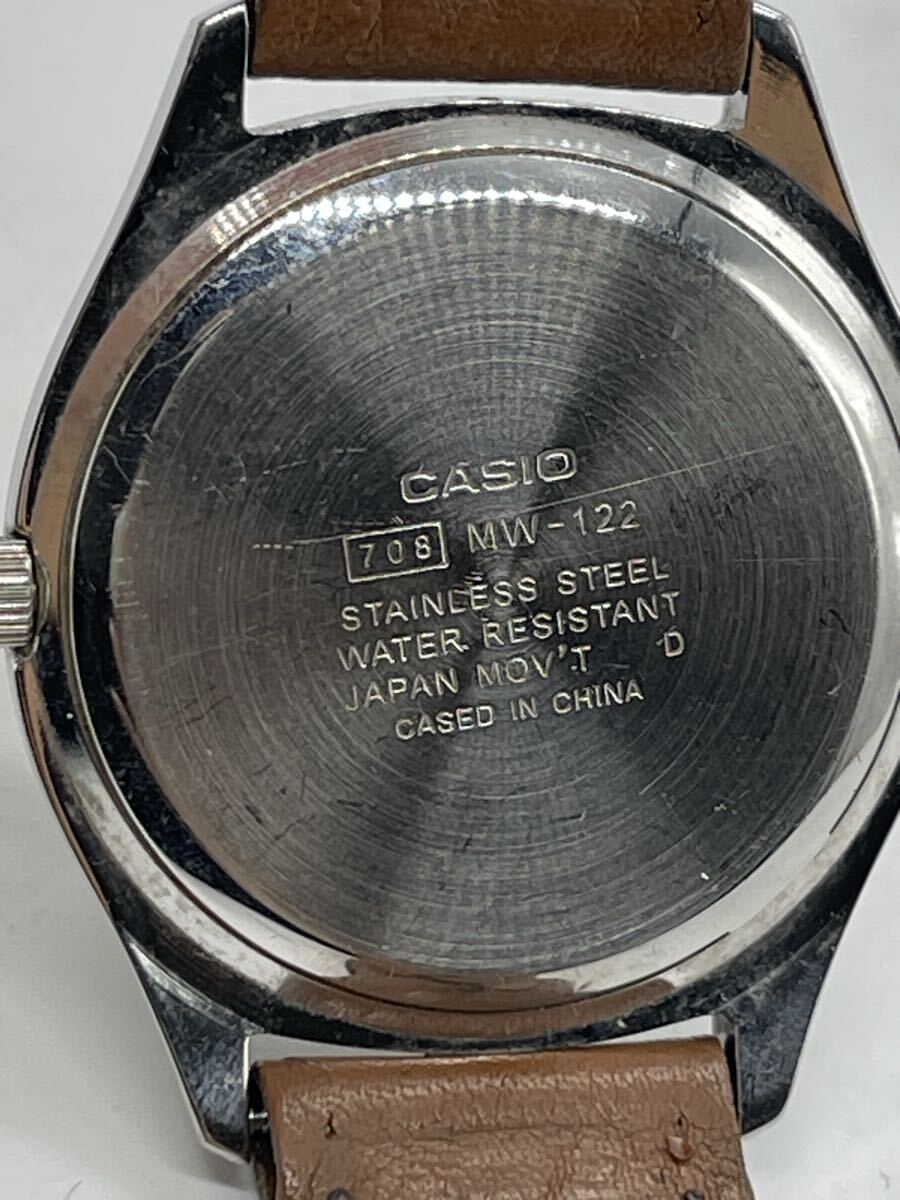 CASIO
708 MW-122
STAINLESS STEEL
WATER RESISTANT
JAPAN MOV'T D
CASED IN CHINA